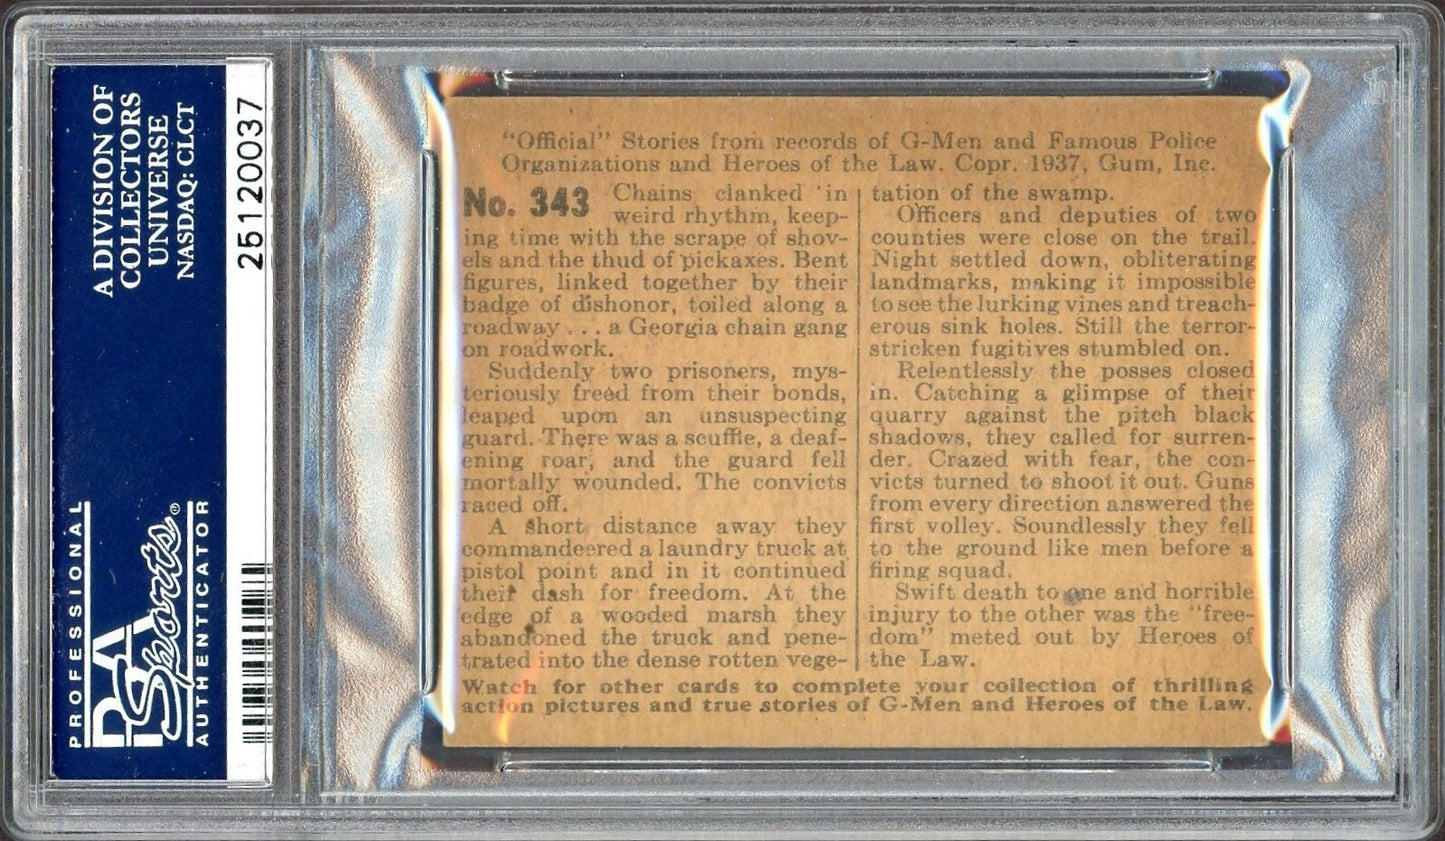 A DIVISION OF
COLLECTORS
UNIVERSE
NASDAQ: CLCT
PROFESSIONAL
PSA
Sports®
AUTHENTICATOR
25120037
"Official" Stories from records of G-Men and Famous Police
Organizations and Heroes of the Law. Copr. 1937, Gum, Inc.
No. 343 Chains clanked in
weird rhythm, keep-
ing time with the scrape of shov-
els and the thud of pickaxes. Bent
figures, linked together by their
badge of dishonor, toiled along a
roadway . . . a Georgia chain gang
on roadwork.
Suddenly two prisoners, mys-
teriously freed from their bonds,
leaped upon an unsuspecting
guard. There was a scuffle, a deaf-
ening roar, and the guard fell
mortally wounded. The convicts
raced off.
A short distance away they
commandeered a laundry truck at
pistol point and in it continued
their dash for freedom. At the
edge of a wooded marsh they
abandoned the truck and pene-
trated into the dense rotten vege-
tation of the swamp.
Officers and deputies of two
counties were close on the trail.
Night settled down, obliterating
landmarks, making it impossible
to see the lurking vines and treach-
erous sink holes. Still the terror-
stricken fugitives stumbled on.
Relentlessly the posses closed
in. Catching a glimpse of their
quarry against the pitch black
shadows, they called for surren-
der. Crazed with fear, the con-
victs turned to shoot it out. Guns
from every direction answered the
first volley. Soundlessly they fell
to the ground like men before a
firing squad.
Swift death to one and horrible
injury to the other was the "free-
dom" meted out by Heroes of
the Law.
Watch for other cards to complete your collection of thrilling
action pictures and true stories of G-Men and Heroes of the Law.